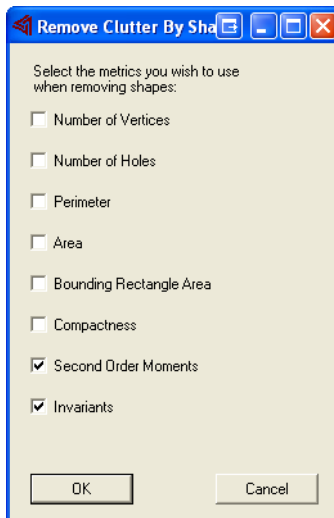 Remove Clutter By Sha
Select the metrics you wish to use
when removing shapes:
Number of Vertices
Number of Holes
Perimeter
Area
Bounding Rectangle Area
Compactness
Second Order Moments
Invariants
OK
Cancel